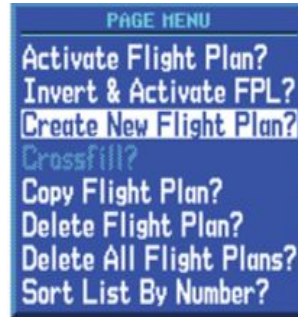 PAGE MENU
Activate Flight Plan?
Invert & Activate FPL?
Create New Flight Plan?
Crossfill?
Copy Flight Plan?
Delete Flight Plan?
Delete All Flight Plans?
Sort List By Number?